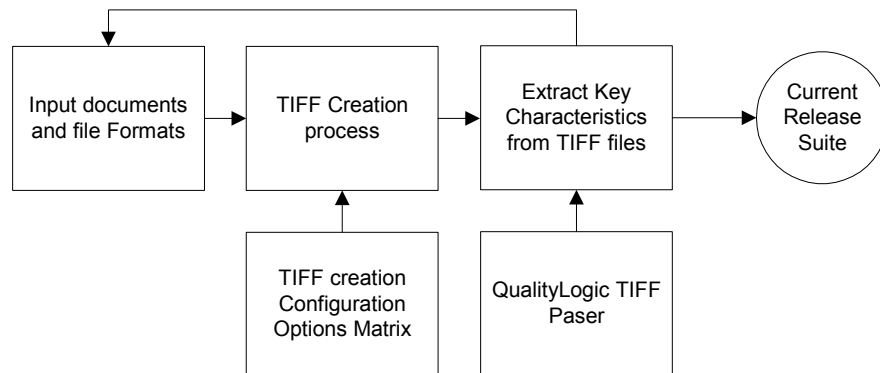 Input documents
and file Formats
TIFF Creation
process
Extract Key
Characteristics
from TIFF files
Current
Release
Suite
TIFF creation
Configuration
Options Matrix
QualityLogic TIFF
Paser